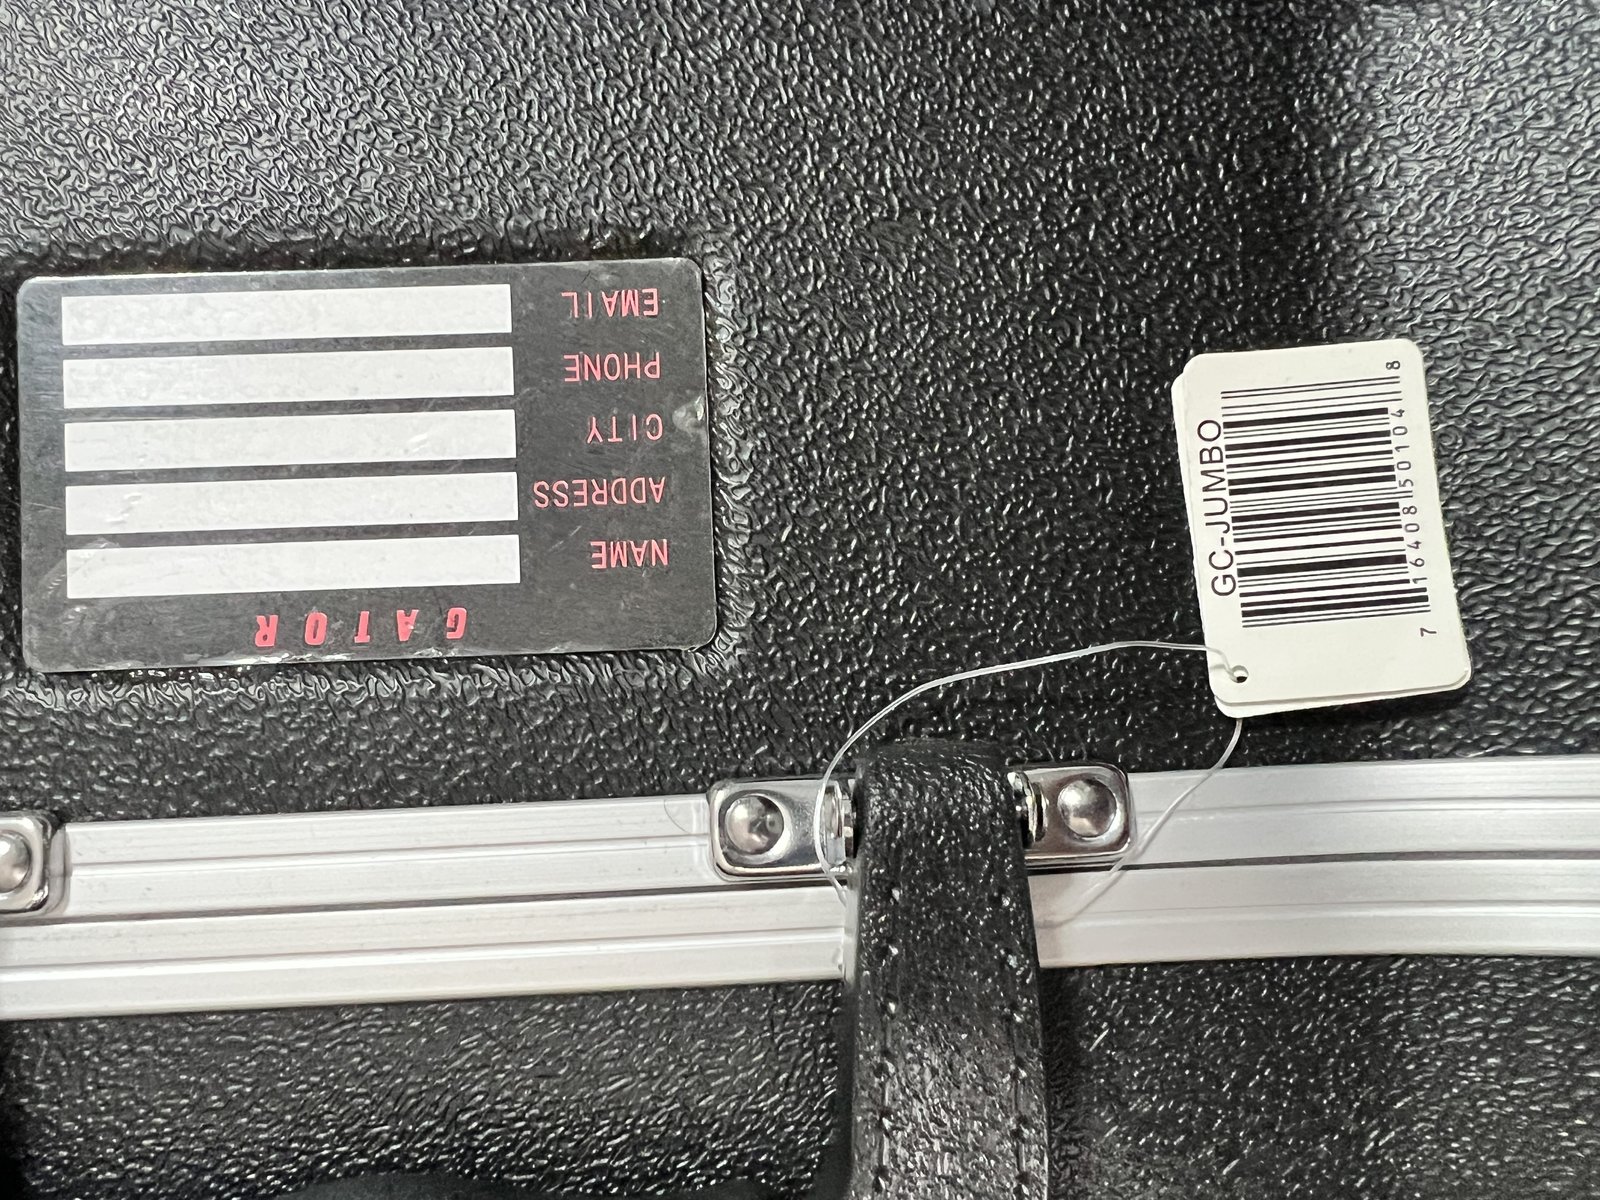 GATOR
NAME
ADDRESS
CITY
PHONE
EMAIL
GC-JUMBO
7 16408 50104 8